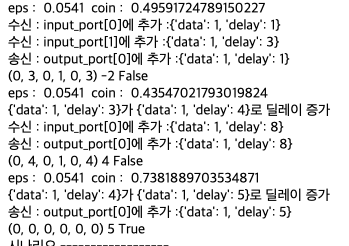 eps :  0.0541  coin :  0.49591724789150227
수신 : input_port[0]에 추가 :{'data': 1, 'delay': 1}
수신 : input_port[1]에 추가 :{'data': 1, 'delay': 3}
송신 : output_port[0]에 추가 :{'data': 1, 'delay': 1}
(0, 3, 0, 1, 0, 3) -2 False
eps :  0.0541  coin :  0.43547021793019824
{'data': 1, 'delay': 3}가 {'data': 1, 'delay': 4}로 딜레이 증가
수신 : input_port[0]에 추가 :{'data': 1, 'delay': 8}
송신 : output_port[0]에 추가 :{'data': 1, 'delay': 8}
(0, 4, 0, 1, 0, 4) 4 False
eps :  0.0541  coin :  0.7381889703534871
{'data': 1, 'delay': 4}가 {'data': 1, 'delay': 5}로 딜레이 증가
송신 : output_port[0]에 추가 :{'data': 1, 'delay': 5}
(0, 0, 0, 0, 0, 0) 5 True